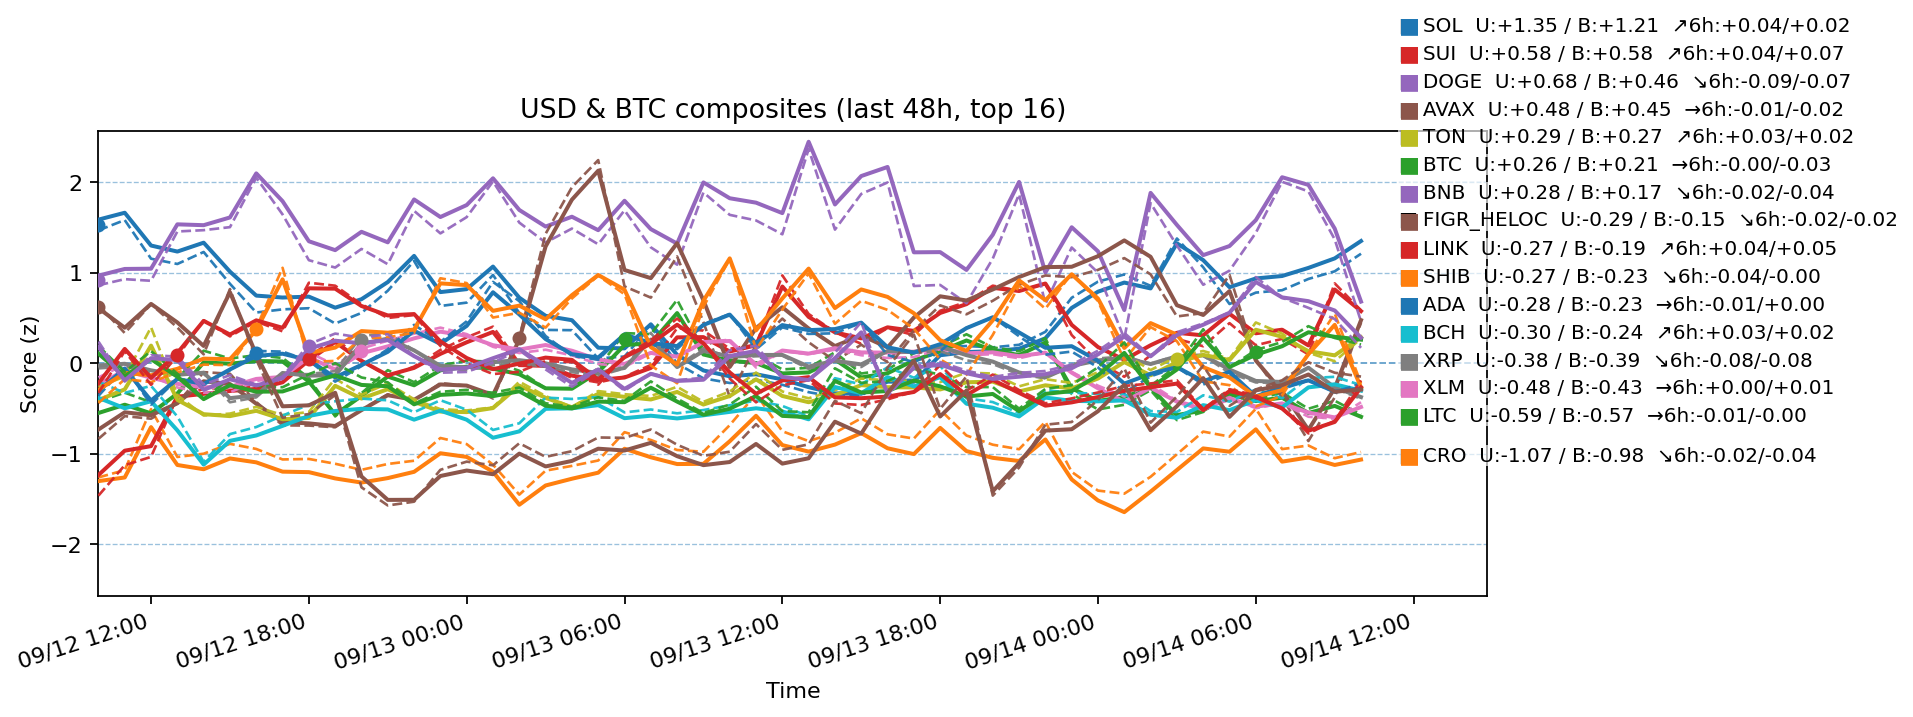 SOL U:+1.35 / B:+1.21 ↗6h:+0.04/+0.02
SUI U:+0.58 / B:+0.58 ↗6h:+0.04/+0.07
DOGE U:+0.68 / B:+0.46 ↘6h:-0.09/-0.07
AVAX U:+0.48 / B:+0.45 →6h:-0.01/-0.02
TON U:+0.29 / B:+0.27 ↗6h:+0.03/+0.02
BTC U:+0.26 / B:+0.21 →6h:-0.00/-0.03
BNB U:+0.28 / B:+0.17 ↘6h:-0.02/-0.04
FIGR_HELOC U:-0.29 / B:-0.15 ↘6h:-0.02/-0.02
LINK U:-0.27 / B:-0.19 ↗6h:+0.04/+0.05
SHIB U:-0.27 / B:-0.23 ↘6h:-0.04/-0.00
ADA U:-0.28 / B:-0.23 →6h:-0.01/+0.00
BCH U:-0.30 / B:-0.24 ↗6h:+0.03/+0.02
XRP U:-0.38 / B:-0.39 ↘6h:-0.08/-0.08
XLM U:-0.48 / B:-0.43 →6h:+0.00/+0.01
LTC U:-0.59 / B:-0.57 →6h:-0.01/-0.00
CRO U:-1.07 / B:-0.98 ↘6h:-0.02/-0.04
USD & BTC composites (last 48h, top 16)
Score (z)
2
1
0
−1
−2
09/12 12:00
09/12 18:00
09/13 00:00
09/13 06:00
09/13 12:00
09/13 18:00
09/14 00:00
09/14 06:00
09/14 12:00
Time